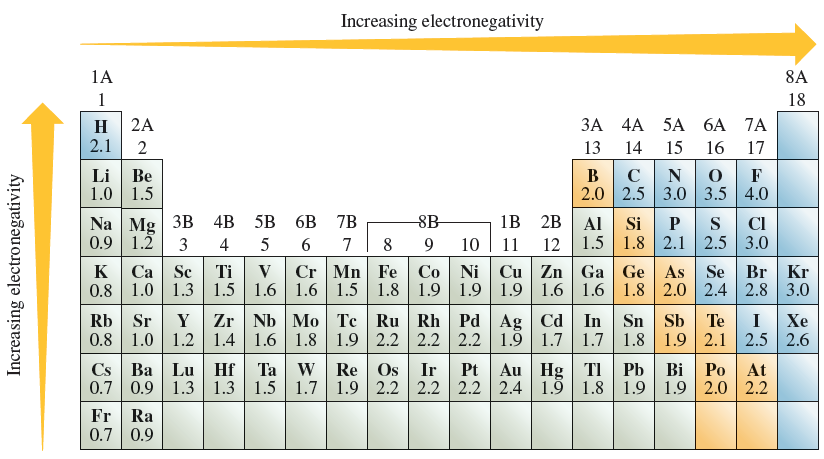 Increasing electronegativity
Increasing electronegativity
1A 8A
1 18
H 2A 3A 4A 5A 6A 7A
2.1 2 13 14 15 16 17
Li Be B C N O F
1.0 1.5 2.0 2.5 3.0 3.5 4.0
Na Mg 3B 4B 5B 6B 7B 8B 1B 2B Al Si P S Cl
0.9 1.2 3 4 5 6 7 8 9 10 11 12 1.5 1.8 2.1 2.5 3.0
K Ca Sc Ti V Cr Mn Fe Co Ni Cu Zn Ga Ge As Se Br Kr
0.8 1.0 1.3 1.5 1.6 1.6 1.5 1.8 1.9 1.9 1.9 1.6 1.6 1.8 2.0 2.4 2.8 3.0
Rb Sr Y Zr Nb Mo Tc Ru Rh Pd Ag Cd In Sn Sb Te I Xe
0.8 1.0 1.2 1.4 1.6 1.8 1.9 2.2 2.2 2.2 1.9 1.7 1.7 1.8 1.9 2.1 2.5 2.6
Cs Ba Lu Hf Ta W Re Os Ir Pt Au Hg Tl Pb Bi Po At
0.7 0.9 1.3 1.3 1.5 1.7 1.9 2.2 2.2 2.2 2.4 1.9 1.8 1.9 1.9 2.0 2.2
Fr Ra
0.7 0.9